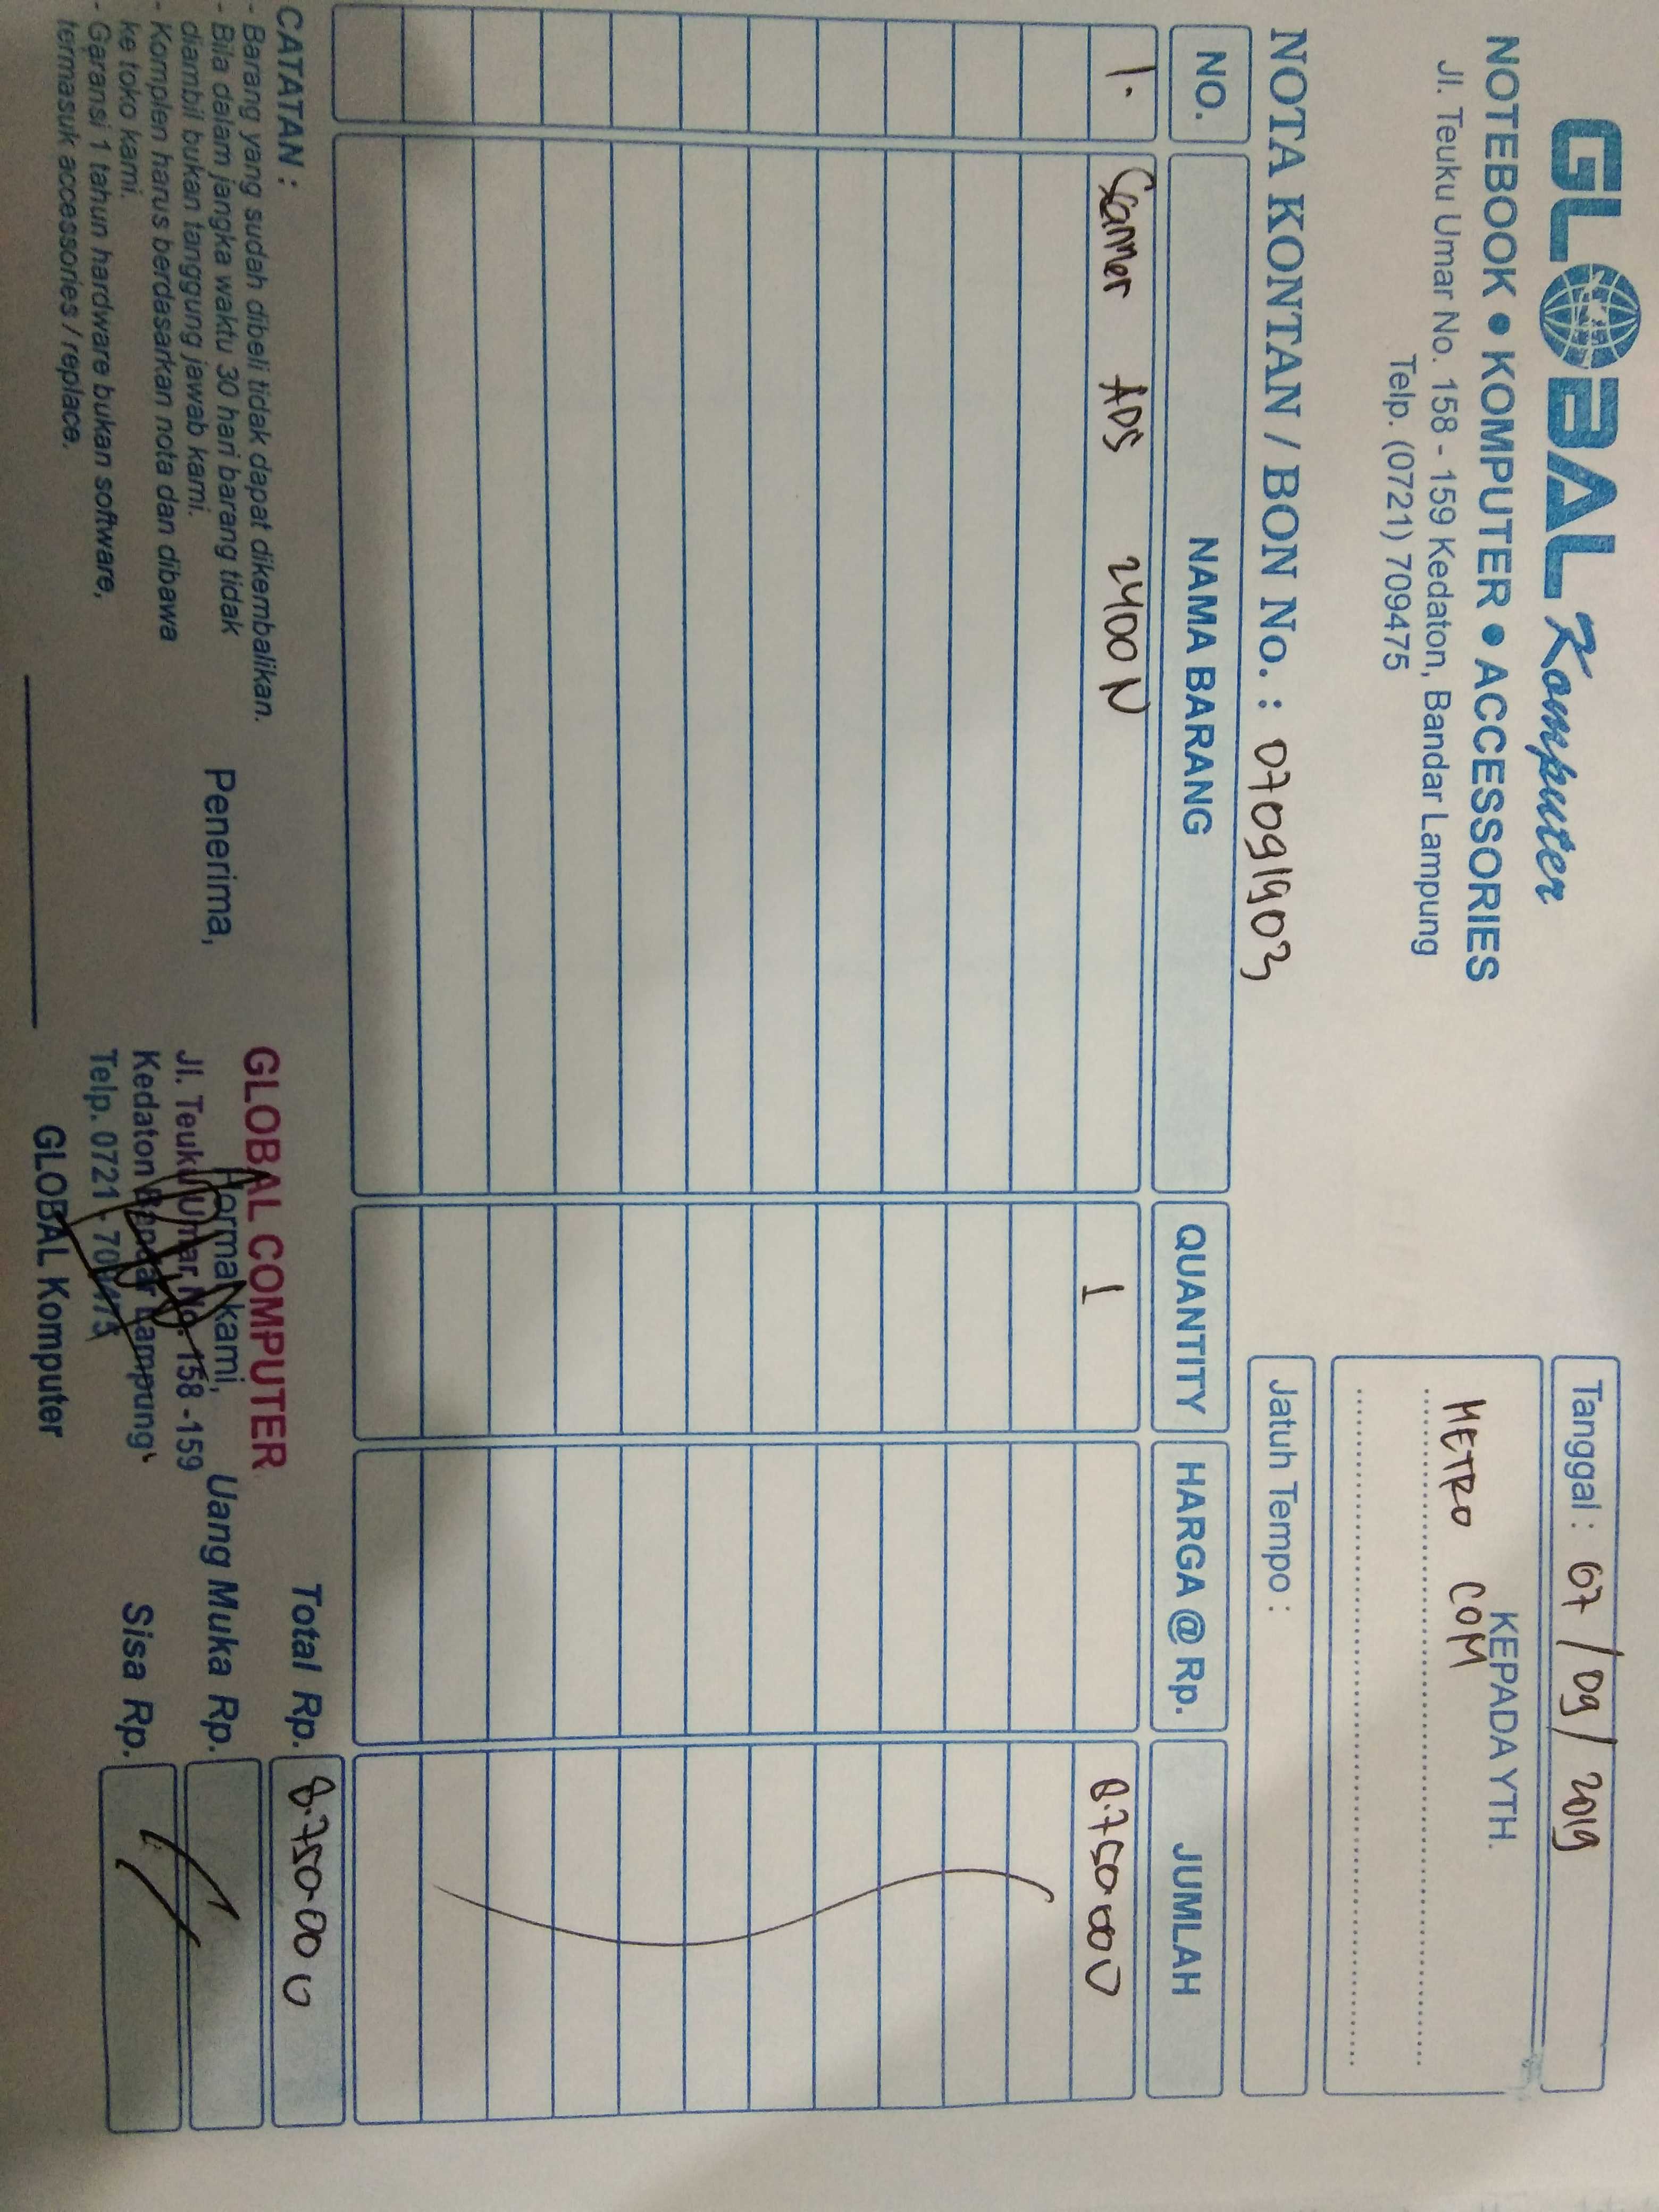 GLOBAL Komputer
NOTEBOOK ● KOMPUTER ● ACCESSORIES
Jl. Teuku Umar No. 158 - 159 Kedaton, Bandar Lampung
Telp. (0721) 709475
Tanggal : 07/09/2019
KEPADA YTH.
METRO COM
Jatuh Tempo :
NOTA KONTAN / BON No. : 07091903
NO. NAMA BARANG QUANTITY HARGA @ Rp. JUMLAH
1. Scanner ADS 2400 N 1 8.750.000
Total Rp. 8.750.000
Uang Muka Rp.
Sisa Rp.
CATATAN :
- Barang yang sudah dibeli tidak dapat dikembalikan.
- Bila dalam jangka waktu 30 hari barang tidak
diambil bukan tanggung jawab kami.
- Komplen harus berdasarkan nota dan dibawa
ke toko kami.
- Garansi 1 tahun hardware bukan software,
termasuk accessories / replace.
Penerima,
Hormat kami,
GLOBAL COMPUTER
Jl. Teuku Umar No. 158 -159
Kedaton Bandar Lampung
Telp. 0721 - 709475
GLOBAL Komputer